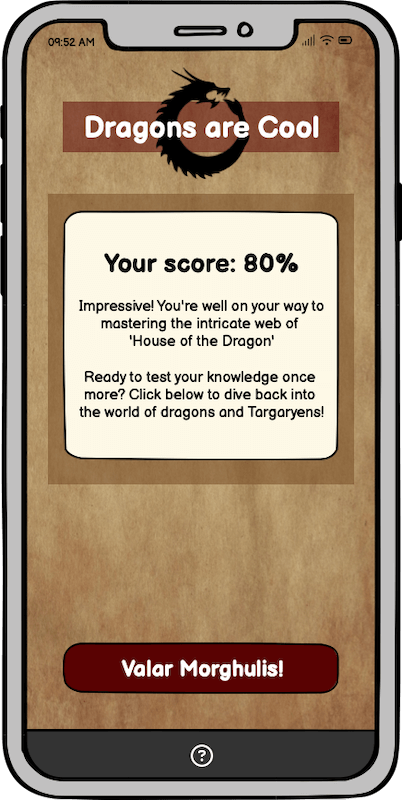 09:52 AM
Dragons are Cool
Your score: 80%
Impressive! You're well on your way to
mastering the intricate web of
'House of the Dragon'
Ready to test your knowledge once
more? Click below to dive back into
the world of dragons and Targaryens!
Valar Morghulis!
?